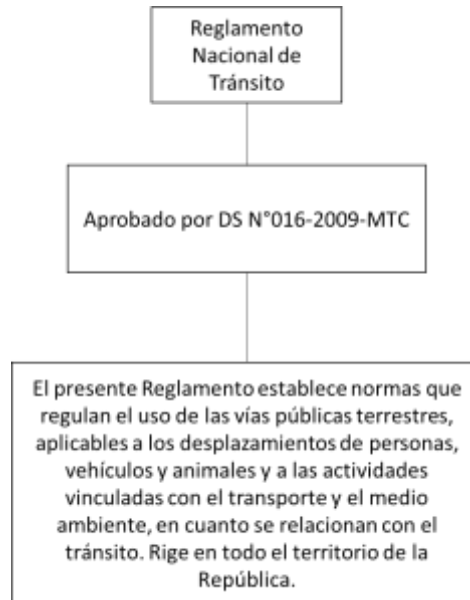 Reglamento
Nacional de
Tránsito
Aprobado por DS N°016-2009-MTC
El presente Reglamento establece normas que
regulan el uso de las vías públicas terrestres,
aplicables a los desplazamientos de personas,
vehículos y animales y a las actividades
vinculadas con el transporte y el medio
ambiente, en cuanto se relacionan con el
tránsito. Rige en todo el territorio de la
República.